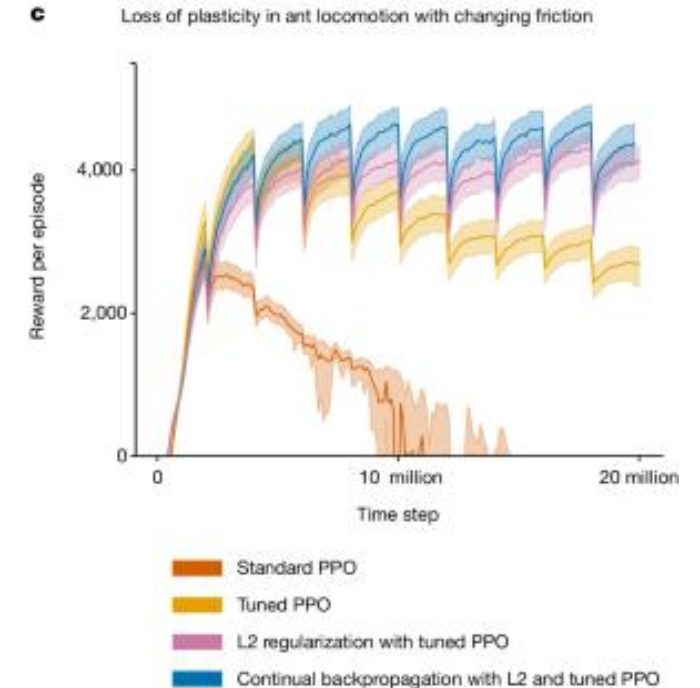 c
Loss of plasticity in ant locomotion with changing friction
Reward per episode
4,000
2,000
0
0
10 million
20 million
Time step
Standard PPO
Tuned PPO
L2 regularization with tuned PPO
Continual backpropagation with L2 and tuned PPO